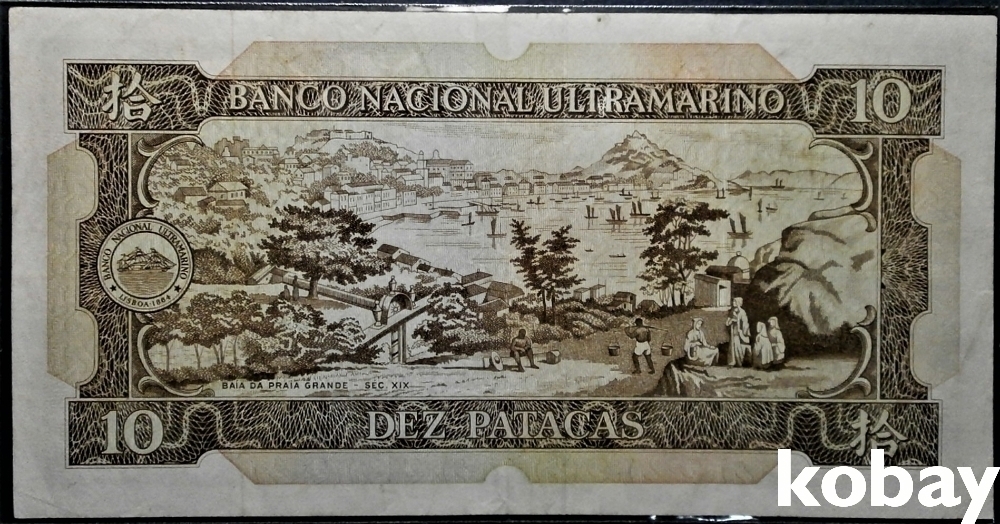 拾
BANCO NACIONAL ULTRAMARINO
10
BANCO NACIONAL ULTRAMARINO
LISBOA-1864
BAÍA DA PRAIA GRANDE - SEC. XIX
10
DEZ PATACAS
拾
kobay